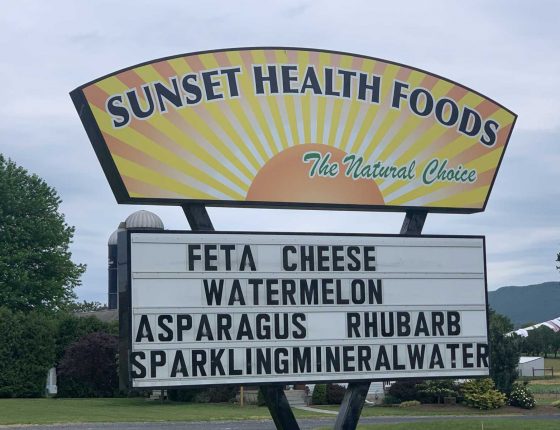 SUNSET HEALTH FOODS
The Natural Choice
FETA CHEESE
WATERMELON
ASPARAGUS RHUBARB
SPARKLINGMINERALWATER